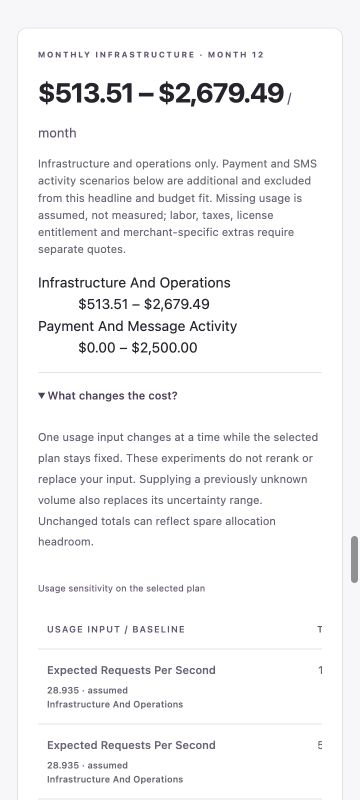 MONTHLY INFRASTRUCTURE · MONTH 12
$513.51 – $2,679.49 /
month
Infrastructure and operations only. Payment and SMS
activity scenarios below are additional and excluded
from this headline and budget fit. Missing usage is
assumed, not measured; labor, taxes, license
entitlement and merchant-specific extras require
separate quotes.
Infrastructure And Operations
$513.51 – $2,679.49
Payment And Message Activity
$0.00 – $2,500.00
▼ What changes the cost?
One usage input changes at a time while the selected
plan stays fixed. These experiments do not rerank or
replace your input. Supplying a previously unknown
volume also replaces its uncertainty range.
Unchanged totals can reflect spare allocation
headroom.
Usage sensitivity on the selected plan
USAGE INPUT / BASELINE T
Expected Requests Per Second 1
28.935 · assumed
Infrastructure And Operations
Expected Requests Per Second 5
28.935 · assumed
Infrastructure And Operations